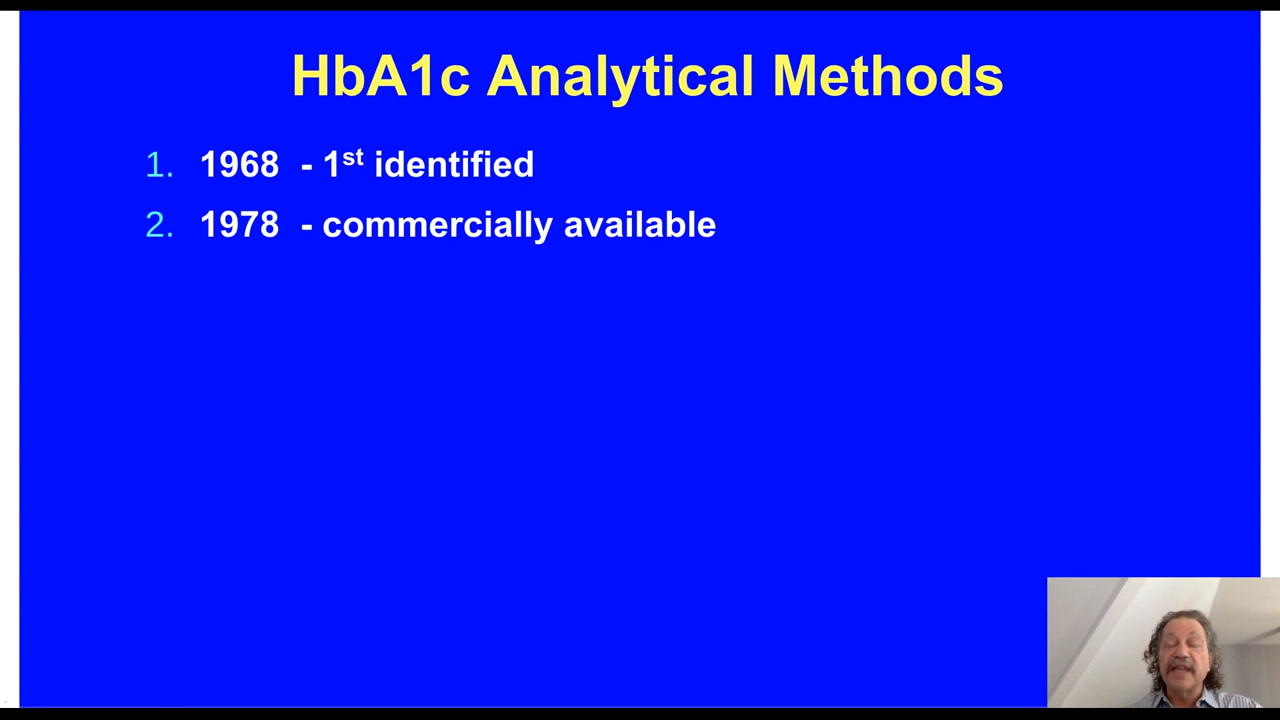 HbA1c Analytical Methods
1. 1968 - 1st identified
2. 1978 - commercially available